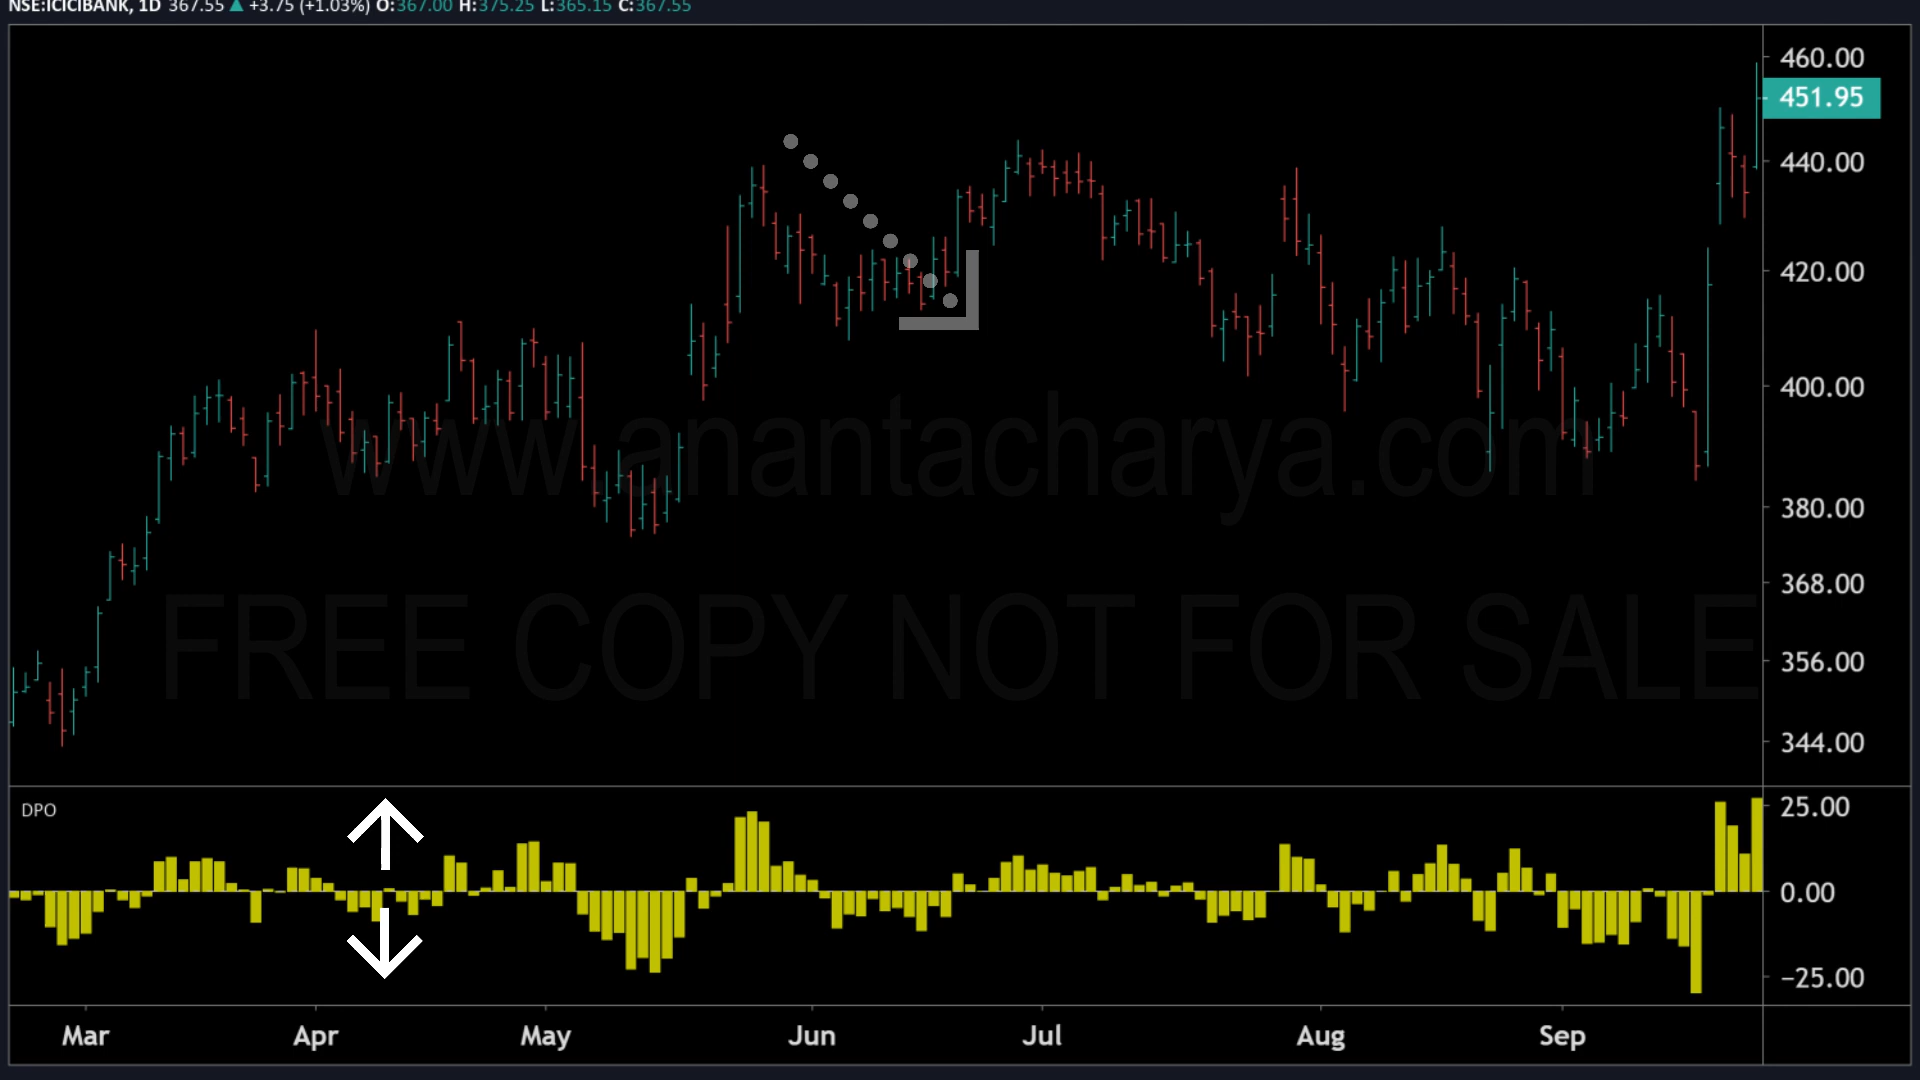 NSE:ICICIBANK, 1D 367.55 ▲ +3.75 (+1.03%) O:367.00 H:375.25 L:365.15 C:367.55
460.00
451.95
440.00
420.00
400.00
www.anantacharya.com
380.00
368.00
FREE COPY NOT FOR SALE
356.00
344.00
DPO
25.00
0.00
−25.00
Mar Apr May Jun Jul Aug Sep